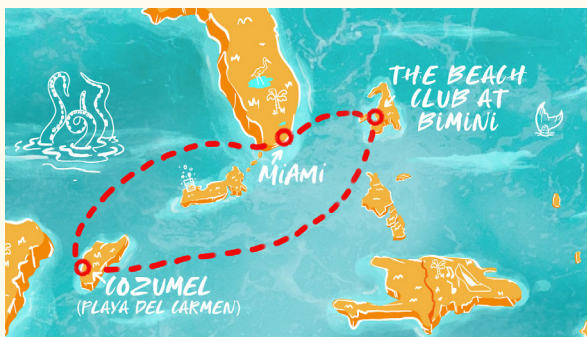 THE BEACH
CLUB AT
BIMINI
MIAMI
COZUMEL
(PLAYA DEL CARMEN)